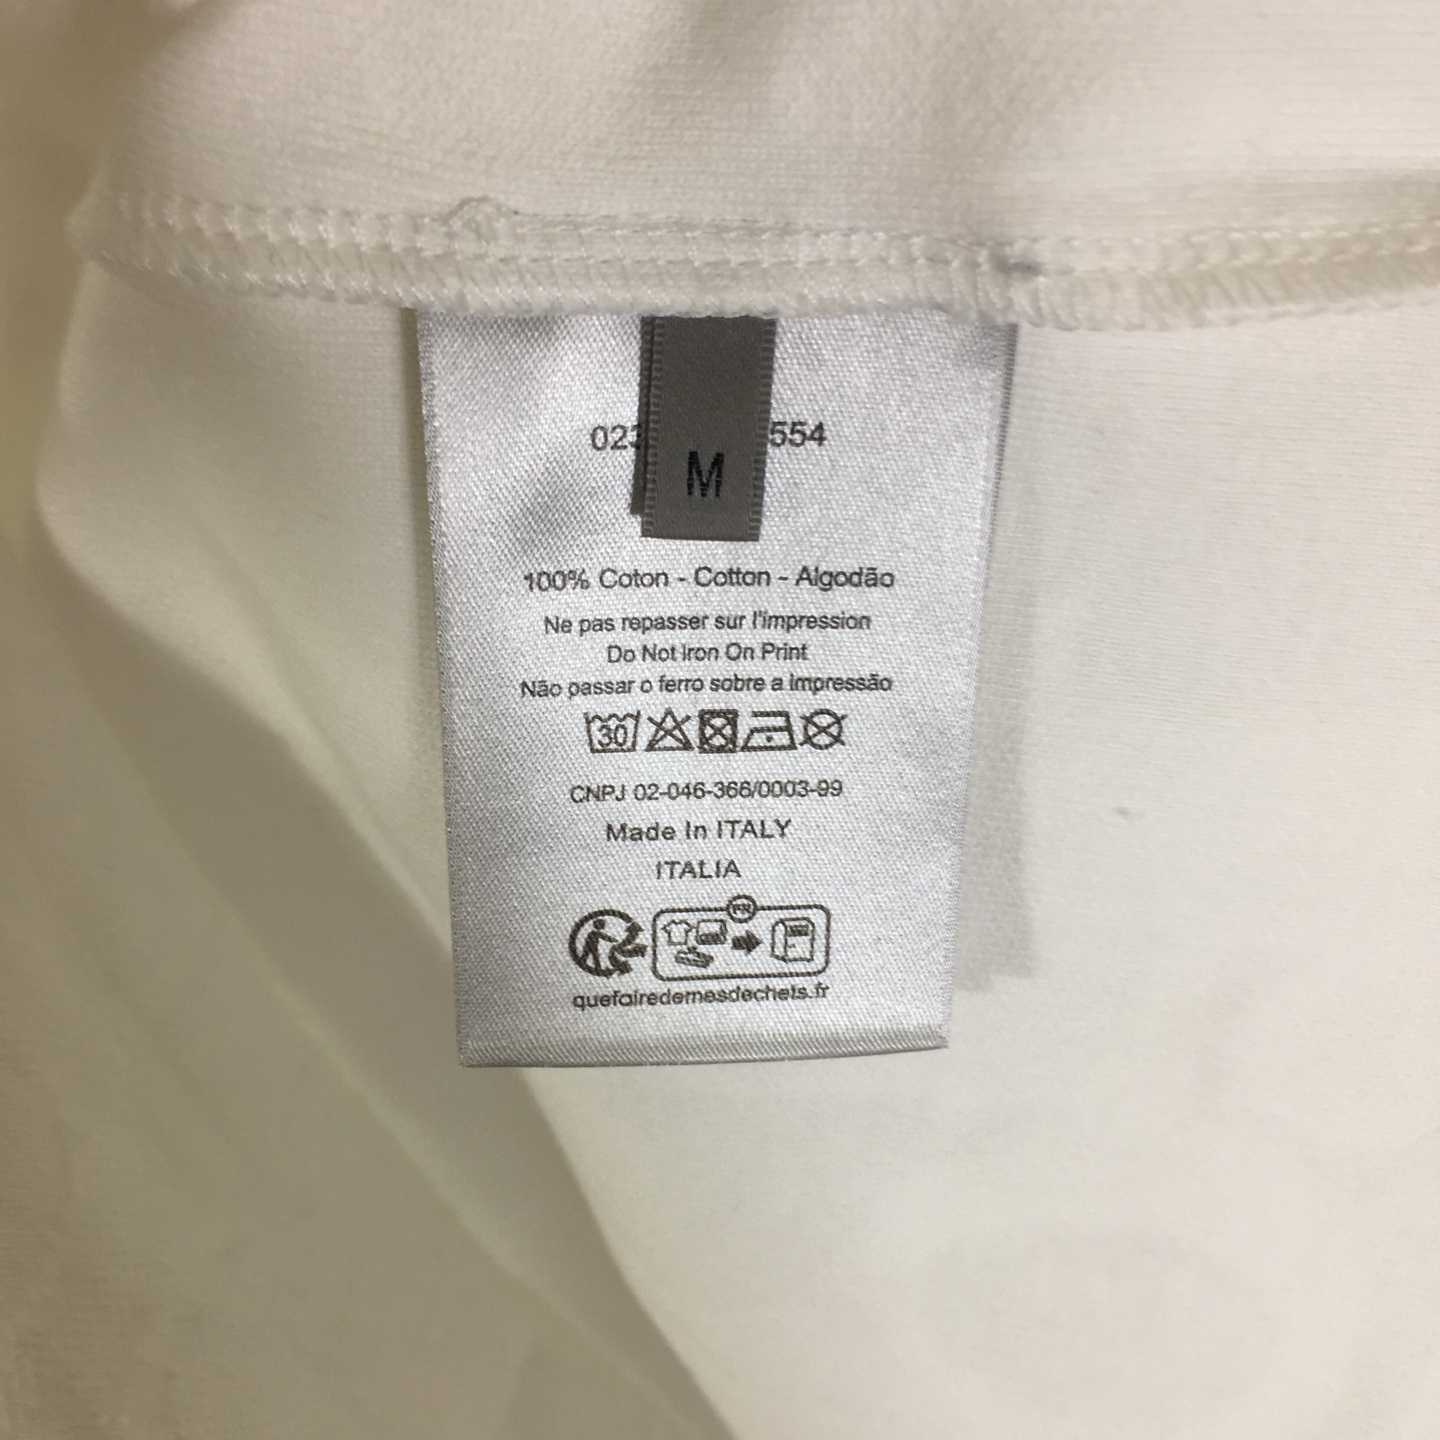 554
M
100% Coton - Cotton - Algodão
Ne pas repasser sur l'impression
Do Not Iron On Print
Não passar o ferro sobre a impressão
30
CNPJ 02-046-366/0003-99
Made In ITALY
ITALIA
FR
quefairedemesdechets.fr